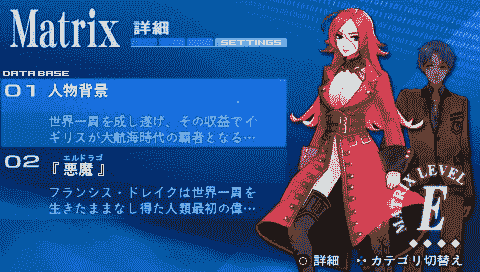 Matrix 詳細
SETTINGS
DATABASE
01 人物背景
世界一周を成し遂げ、その収益でイ
ギリスが大航海時代の覇者となる…
エルドラゴ
02 『悪魔』
フランシス・ドレイクは世界一周を
生きたままなし得た人類最初の偉…
MATRIX LEVEL
E
○ 詳細 カテゴリ切替え